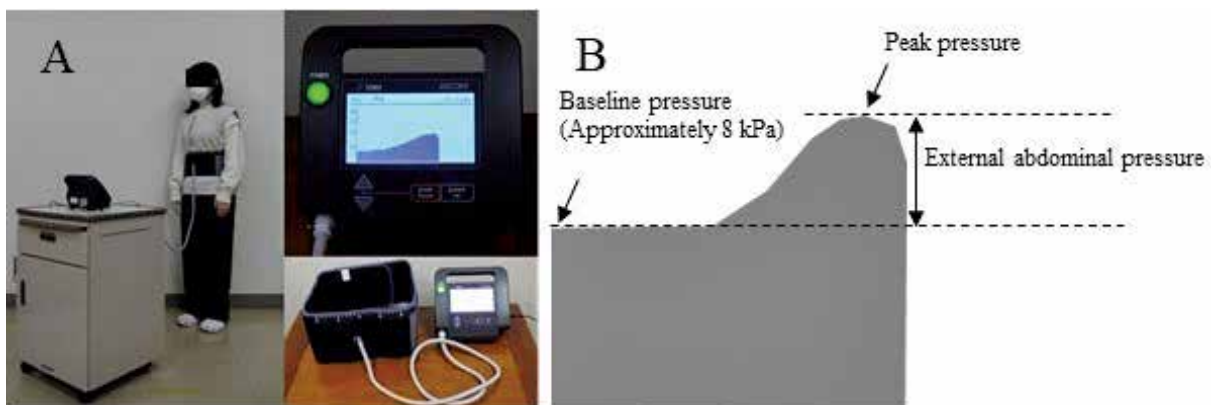 A
POWER
B
Peak pressure
Baseline pressure
(Approximately 8 kPa)
External abdominal pressure